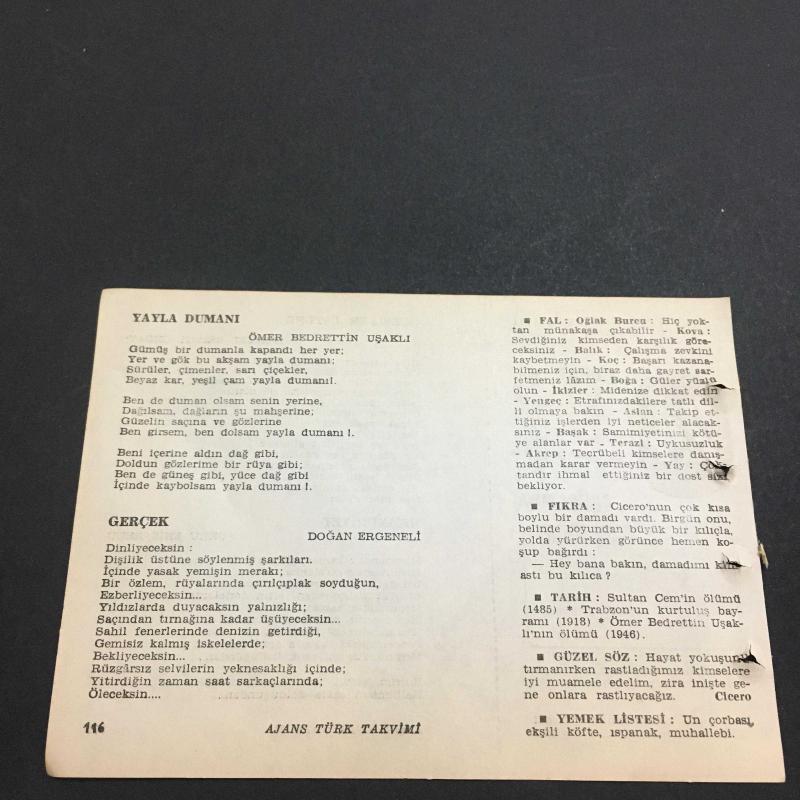 YAYLA DUMANI
ÖMER BEDRETTİN UŞAKLI
Gümüş bir dumanla kapandı her yer;
Yer ve gök bu akşam yayla dumanı;
Sürüler, çimenler, sarı çiçekler,
Beyaz kar, yeşil çam yayla dumanı!.
Ben de duman olsam senin yerine,
Dağılsam, dağların şu mahşerine;
Güzelin saçına ve gözlerine
Ben girsem, ben dolsam yayla dumanı!.
Beni içerine aldın dağ gibi,
Doldun gözlerime bir rüya gibi;
Ben de güneş gibi, yüce dağ gibi
İçinde kaybolsam yayla dumanı!.
GERÇEK
DOĞAN ERGENELİ
Dinliyeceksin :
Dişilik üstüne söylenmiş şarkıları.
İçinde yasak yemişin merakı;
Bir özlem, rüyalarında çırılçıplak soyduğun,
Ezberliyeceksin...
Yıldızlarda duyacaksın yalnızlığı;
Saçından tırnağına kadar üşüyeceksin...
Sahil fenerlerinde denizin getirdiği,
Gemisiz kalmış iskelelerde;
Bekliyeceksin...
Rüzgârsız selvilerin yeknesaklığı içinde;
Yitirdiğin zaman saat sarkaçlarında;
Öleceksin....
116
AJANS TÜRK TAKVİMİ
■ FAL : Oğlak Burcu : Hiç yok-
tan münakaşa çıkabilir - Kova :
Sevdiğiniz kimseden karşılık göre-
ceksiniz - Balık : Çalışma zevkini
kaybetmeyin - Koç : Başarı kazana-
bilmeniz için, biraz daha gayret sar-
fetmeniz lâzım - Boğa : Güler yüzlü
olun - İkizler : Midenize dikkat edin
- Yengeç : Etrafınızdakilere tatlı dil-
li olmaya bakın - Aslan : Takip et-
tiğiniz işlerden iyi neticeler alacak-
sınız - Başak : Samimiyetinizi kötü-
ye alanlar var - Terazi : Uykusuzluk
- Akrep : Tecrübeli kimselere danış-
madan karar vermeyin - Yay : Çok-
tandır ihmal ettiğiniz bir dost sizi
bekliyor.
■ FIKRA : Cicero'nun çok kısa
boylu bir damadı vardı. Birgün onu,
belinde boyundan büyük bir kılıçla,
yolda yürürken görünce hemen ko-
şup bağırdı :
— Hey bana bakın, damadımı kim
astı bu kılıca ?
■ TARİH : Sultan Cem'in ölümü
(1485) * Trabzon'un kurtuluş bay-
ramı (1918) * Ömer Bedrettin Uşak-
lı'nın ölümü (1946).
■ GÜZEL SÖZ : Hayat yokuşunu
tırmanırken rastladığımız kimselere
iyi muamele edelim, zira inişte ge-
ne onlara rastlıyacağız. Cicero
■ YEMEK LİSTESİ : Un çorbası,
ekşili köfte, ıspanak, muhallebi.